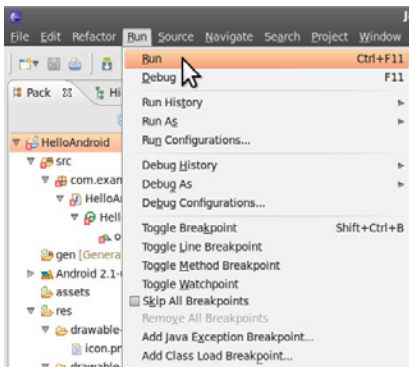 J
File Edit Refactor Run Source Navigate Search Project Window
Run Ctrl+F11
Debug F11
Pack Hi
Run History
Run As
Run Configurations...
HelloAndroid
Debug History
src
Debug As
com.exan
Debug Configurations...
HelloA
Hell
Toggle Breakpoint Shift+Ctrl+B
o
Toggle Line Breakpoint
gen [Genera
Toggle Method Breakpoint
Android 2.1-
Toggle Watchpoint
assets
Skip All Breakpoints
res
Remove All Breakpoints
drawable-
Add Java Exception Breakpoint...
icon.pr
Add Class Load Breakpoint...
drawable